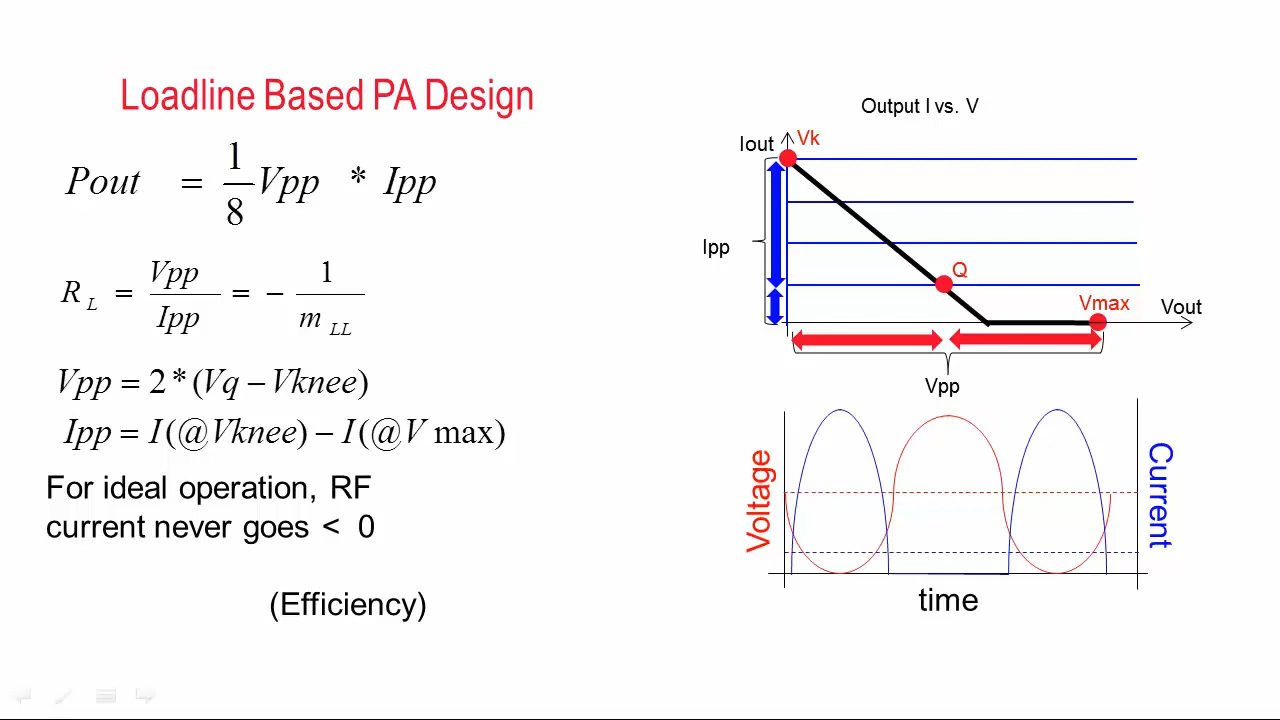 Loadline Based PA Design
Pout = 1/8 Vpp * Ipp
R L = Vpp/Ipp = - 1/m LL
Vpp = 2*(Vq - Vknee)
Ipp = I(@Vknee) - I(@V max)
For ideal operation, RF
current never goes < 0
(Efficiency)
Output I vs. V
Iout
Vk
Ipp
Q
Vmax
Vout
Vpp
Voltage
Current
time